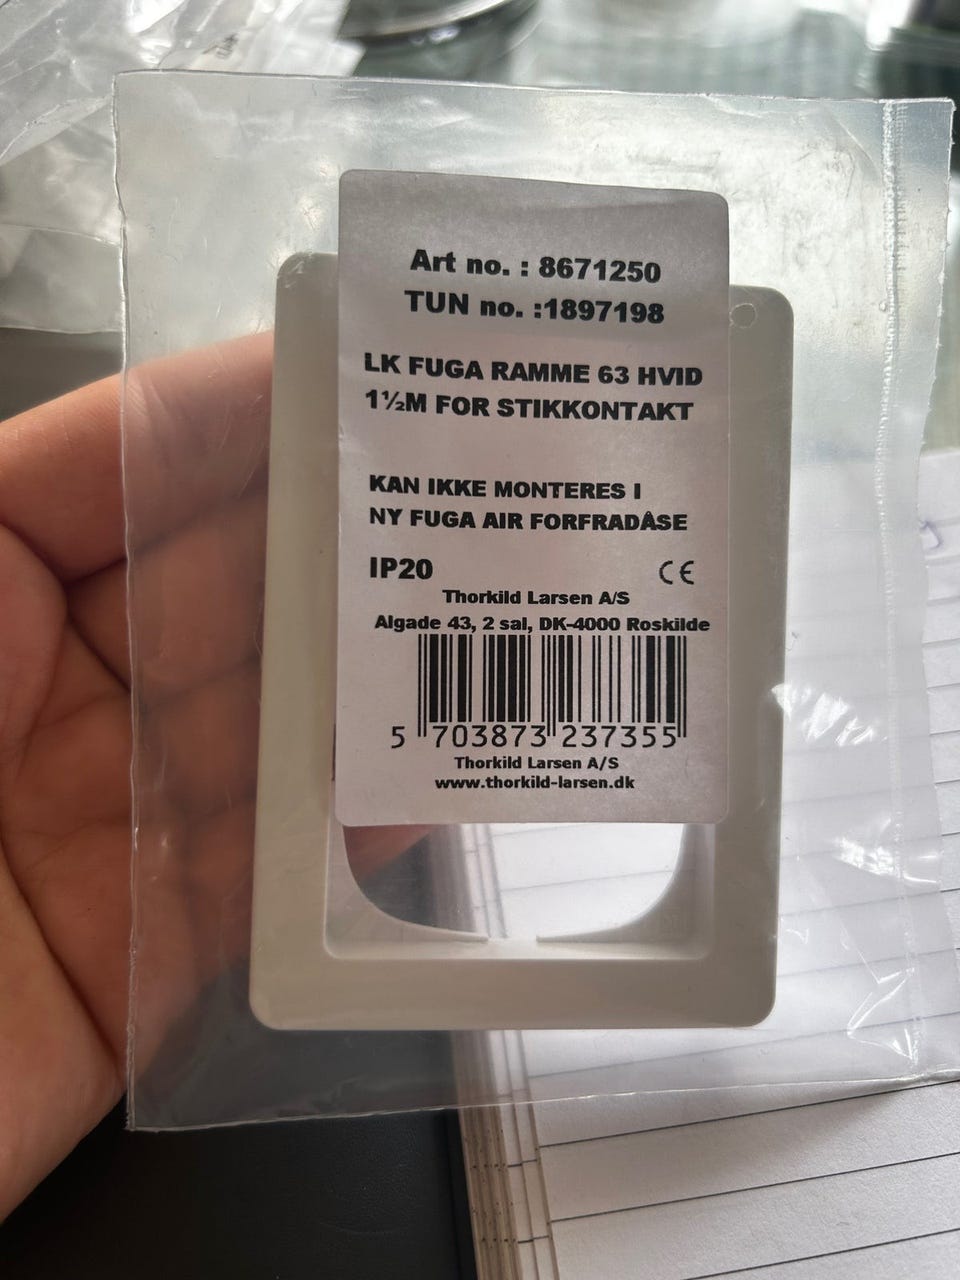 Art no. : 8671250
TUN no. :1897198
LK FUGA RAMME 63 HVID
1½M FOR STIKKONTAKT
KAN IKKE MONTERES I
NY FUGA AIR FORFRADÅSE
IP20 CE
Thorkild Larsen A/S
Algade 43, 2 sal, DK-4000 Roskilde
5 703873 237355
Thorkild Larsen A/S
www.thorkild-larsen.dk